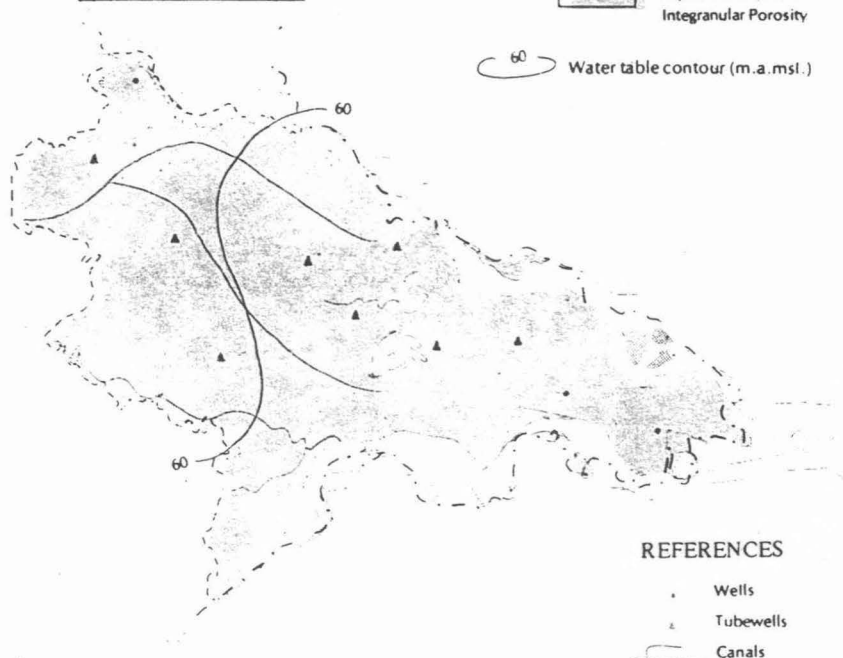 Integranular Porosity
60 Water table contour (m.a.msl.)
60
60
REFERENCES
Wells
Tubewells
Canals